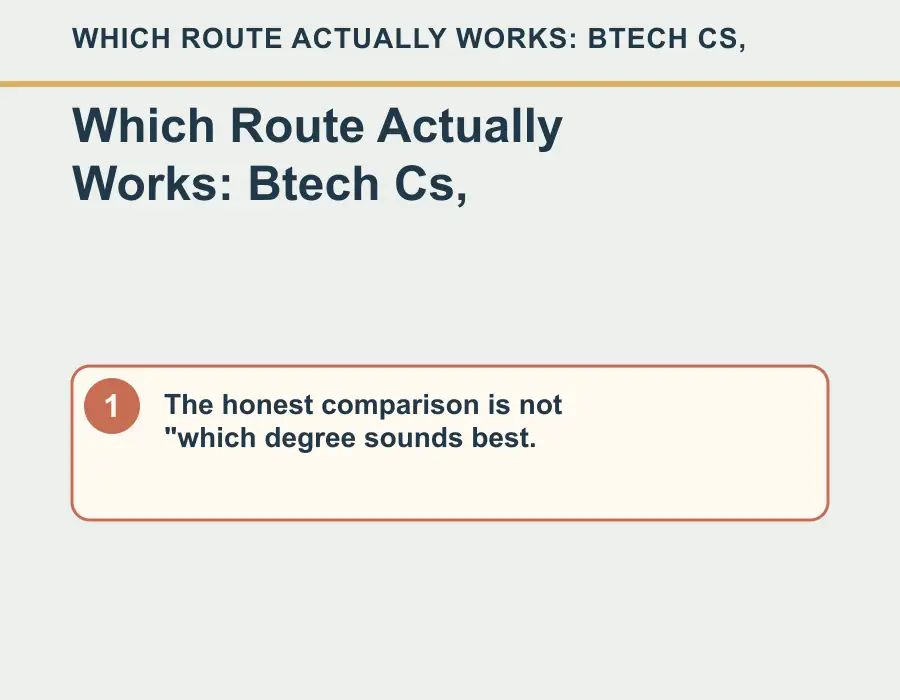 WHICH ROUTE ACTUALLY WORKS: BTECH CS,
Which Route Actually
Works: Btech Cs,
1
The honest comparison is not
"which degree sounds best.